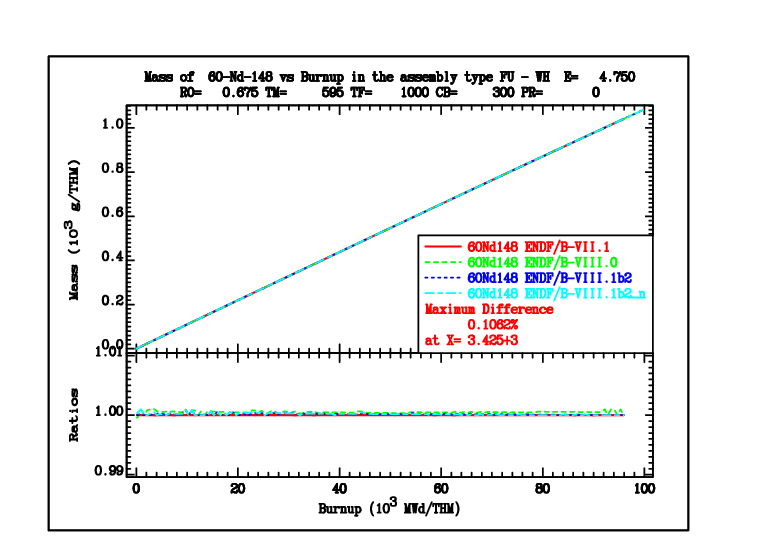 Mass of 60-Nd-148 vs Burnup in the assembly type FU - WH E= 4.750
RO= 0.675 TM= 595 TF= 1000 CB= 300 PR= 0
1.0
0.8
0.6
0.4
0.2
0.0
Mass (10³ g/THM)
60Nd148 ENDF/B-VII.1
60Nd148 ENDF/B-VIII.0
60Nd148 ENDF/B-VIII.1b2
60Nd148 ENDF/B-VIII.1b2_n
Maximum Difference
0.1062%
at X= 3.425+3
1.01
1.00
0.99
Ratios
0 20 40 60 80 100
Burnup (10³ MWd/THM)